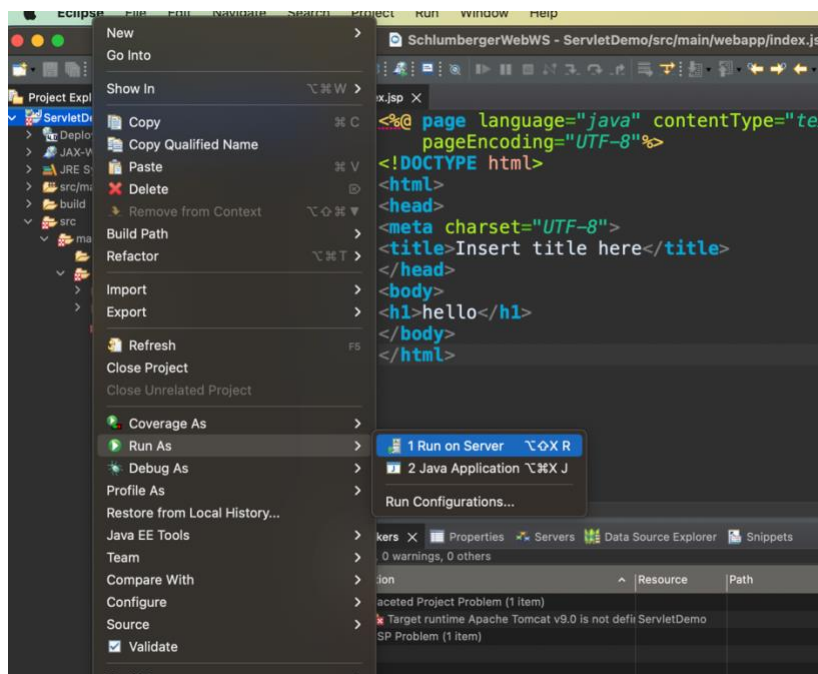 Eclipse File Edit Navigate Search Project Run Window Help
SchlumbergerWebWS - ServletDemo/src/main/webapp/index.js
Project Expl
ServletDe
Deploy
JAX-W
JRE S
src/ma
build
src
ma
New
Go Into
Show In ⌥⌘W
Copy ⌘ C
Copy Qualified Name
Paste ⌘ V
Delete ⌦
Remove from Context ⌥⇧⌘▼
Build Path
Refactor ⌥⌘T
Import
Export
Refresh F5
Close Project
Close Unrelated Project
Coverage As
Run As
Debug As
Profile As
Restore from Local History...
Java EE Tools
Team
Compare With
Configure
Source
Validate
1 Run on Server ⌥⇧X R
2 Java Application ⌥⌘X J
Run Configurations...
ex.jsp
<%@ page language="java" contentType="te
pageEncoding="UTF-8"%>
<!DOCTYPE html>
<html>
<head>
<meta charset="UTF-8">
<title>Insert title here</title>
</head>
<body>
<h1>hello</h1>
</body>
</html>
kers Properties Servers Data Source Explorer Snippets
, 0 warnings, 0 others
ion Resource Path
aceted Project Problem (1 item)
Target runtime Apache Tomcat v9.0 is not defi ServletDemo
SP Problem (1 item)